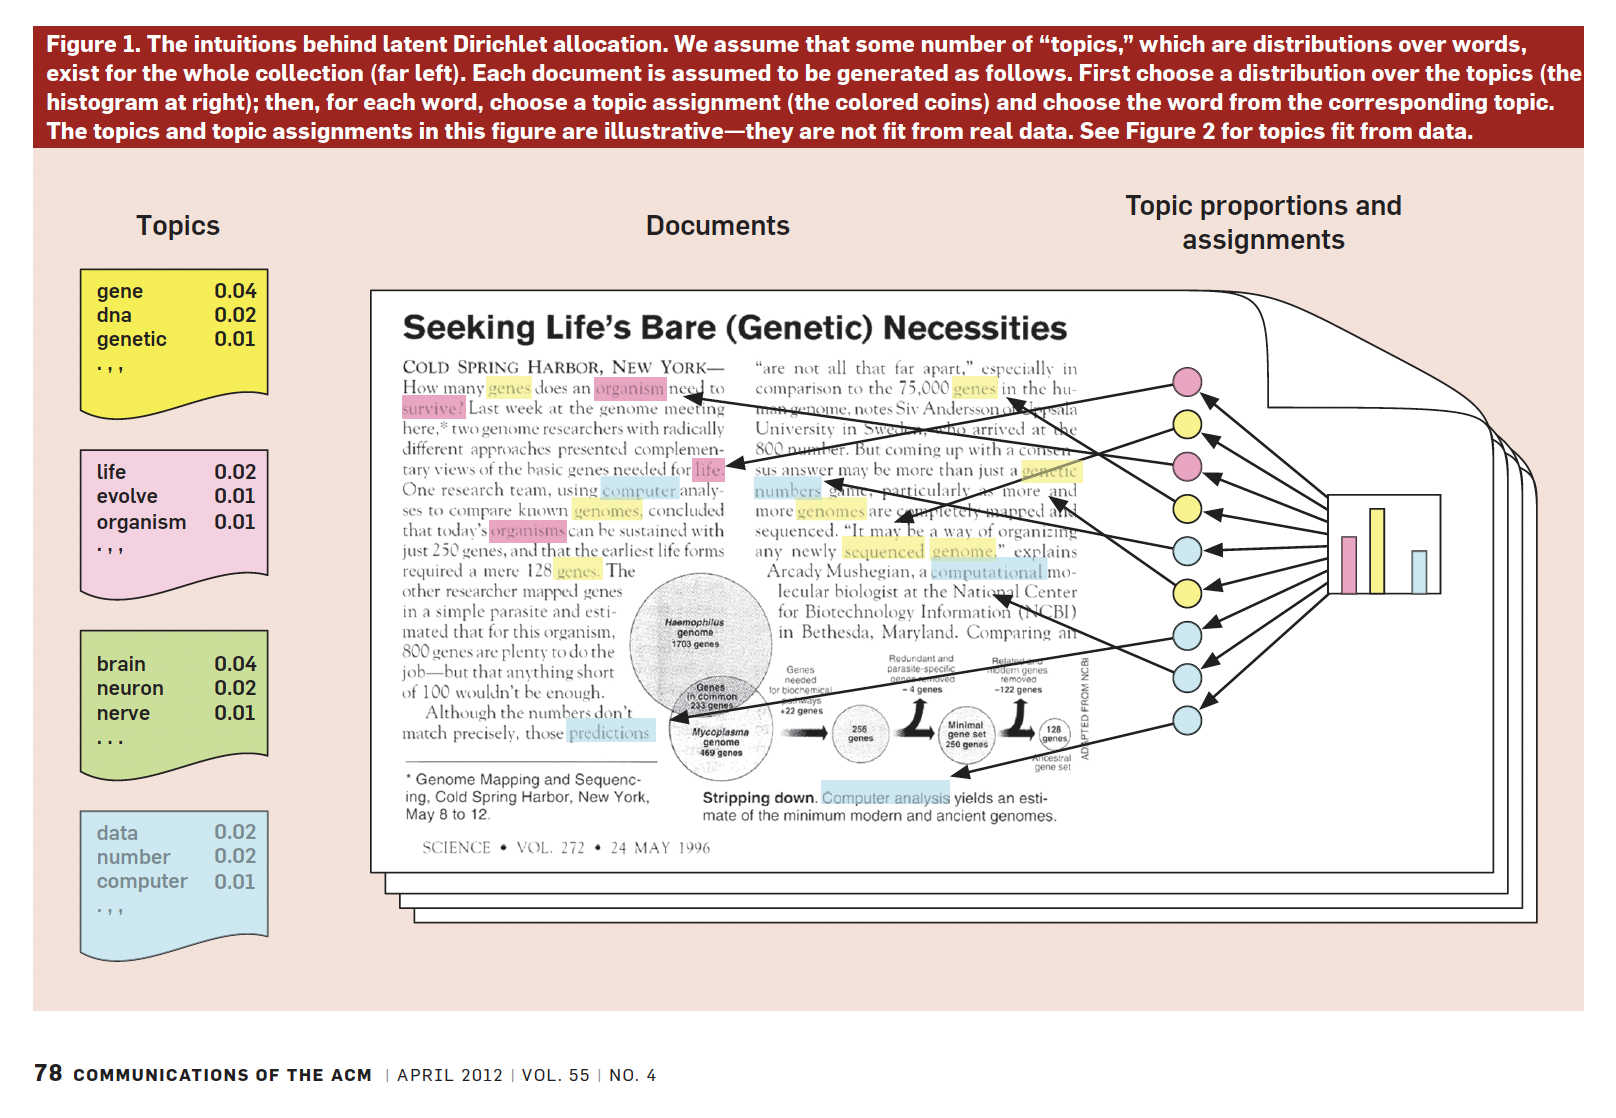 Figure 1. The intuitions behind latent Dirichlet allocation. We assume that some number of “topics,” which are distributions over words,
exist for the whole collection (far left). Each document is assumed to be generated as follows. First choose a distribution over the topics (the
histogram at right); then, for each word, choose a topic assignment (the colored coins) and choose the word from the corresponding topic.
The topics and topic assignments in this figure are illustrative—they are not fit from real data. See Figure 2 for topics fit from data.
Topics
gene 0.04
dna 0.02
genetic 0.01
. , ,
life 0.02
evolve 0.01
organism 0.01
. , ,
brain 0.04
neuron 0.02
nerve 0.01
. . .
data 0.02
number 0.02
computer 0.01
. , ,
Documents
Seeking Life’s Bare (Genetic) Necessities
COLD SPRING HARBOR, NEW YORK—
How many genes does an organism need to
survive? Last week at the genome meeting
here,* two genome researchers with radically
different approaches presented complemen-
tary views of the basic genes needed for life.
One research team, using computer analy-
ses to compare known genomes, concluded
that today’s organisms can be sustained with
just 250 genes, and that the earliest life forms
required a mere 128 genes. The
other researcher mapped genes
in a simple parasite and esti-
mated that for this organism,
800 genes are plenty to do the
job—but that anything short
of 100 wouldn’t be enough.
Although the numbers don’t
match precisely, those predictions
* Genome Mapping and Sequenc-
ing, Cold Spring Harbor, New York,
May 8 to 12.
“are not all that far apart,” especially in
comparison to the 75,000 genes in the hu-
man genome, notes Siv Andersson of Uppsala
University in Sweden, who arrived at the
800 number. But coming up with a consen-
sus answer may be more than just a genetic
numbers game, particularly as more and
more genomes are completely mapped and
sequenced. “It may be a way of organizing
any newly sequenced genome,” explains
Arcady Mushegian, a computational mo-
lecular biologist at the National Center
for Biotechnology Information (NCBI)
in Bethesda, Maryland. Comparing an
Haemophilus
genome
1703 genes
Genes
in common
233 genes
Mycoplasma
genome
469 genes
Genes
needed
for biochemical
pathways
+22 genes
256
genes
Redundant and
parasite-specific
genes removed
– 4 genes
Minimal
gene set
250 genes
Related and
modern genes
removed
–122 genes
128
genes
Ancestral
gene set
ADAPTED FROM NCBI
Stripping down. Computer analysis yields an esti-
mate of the minimum modern and ancient genomes.
SCIENCE • VOL. 272 • 24 MAY 1996
Topic proportions and
assignments
78 COMMUNICATIONS OF THE ACM | APRIL 2012 | VOL. 55 | NO. 4